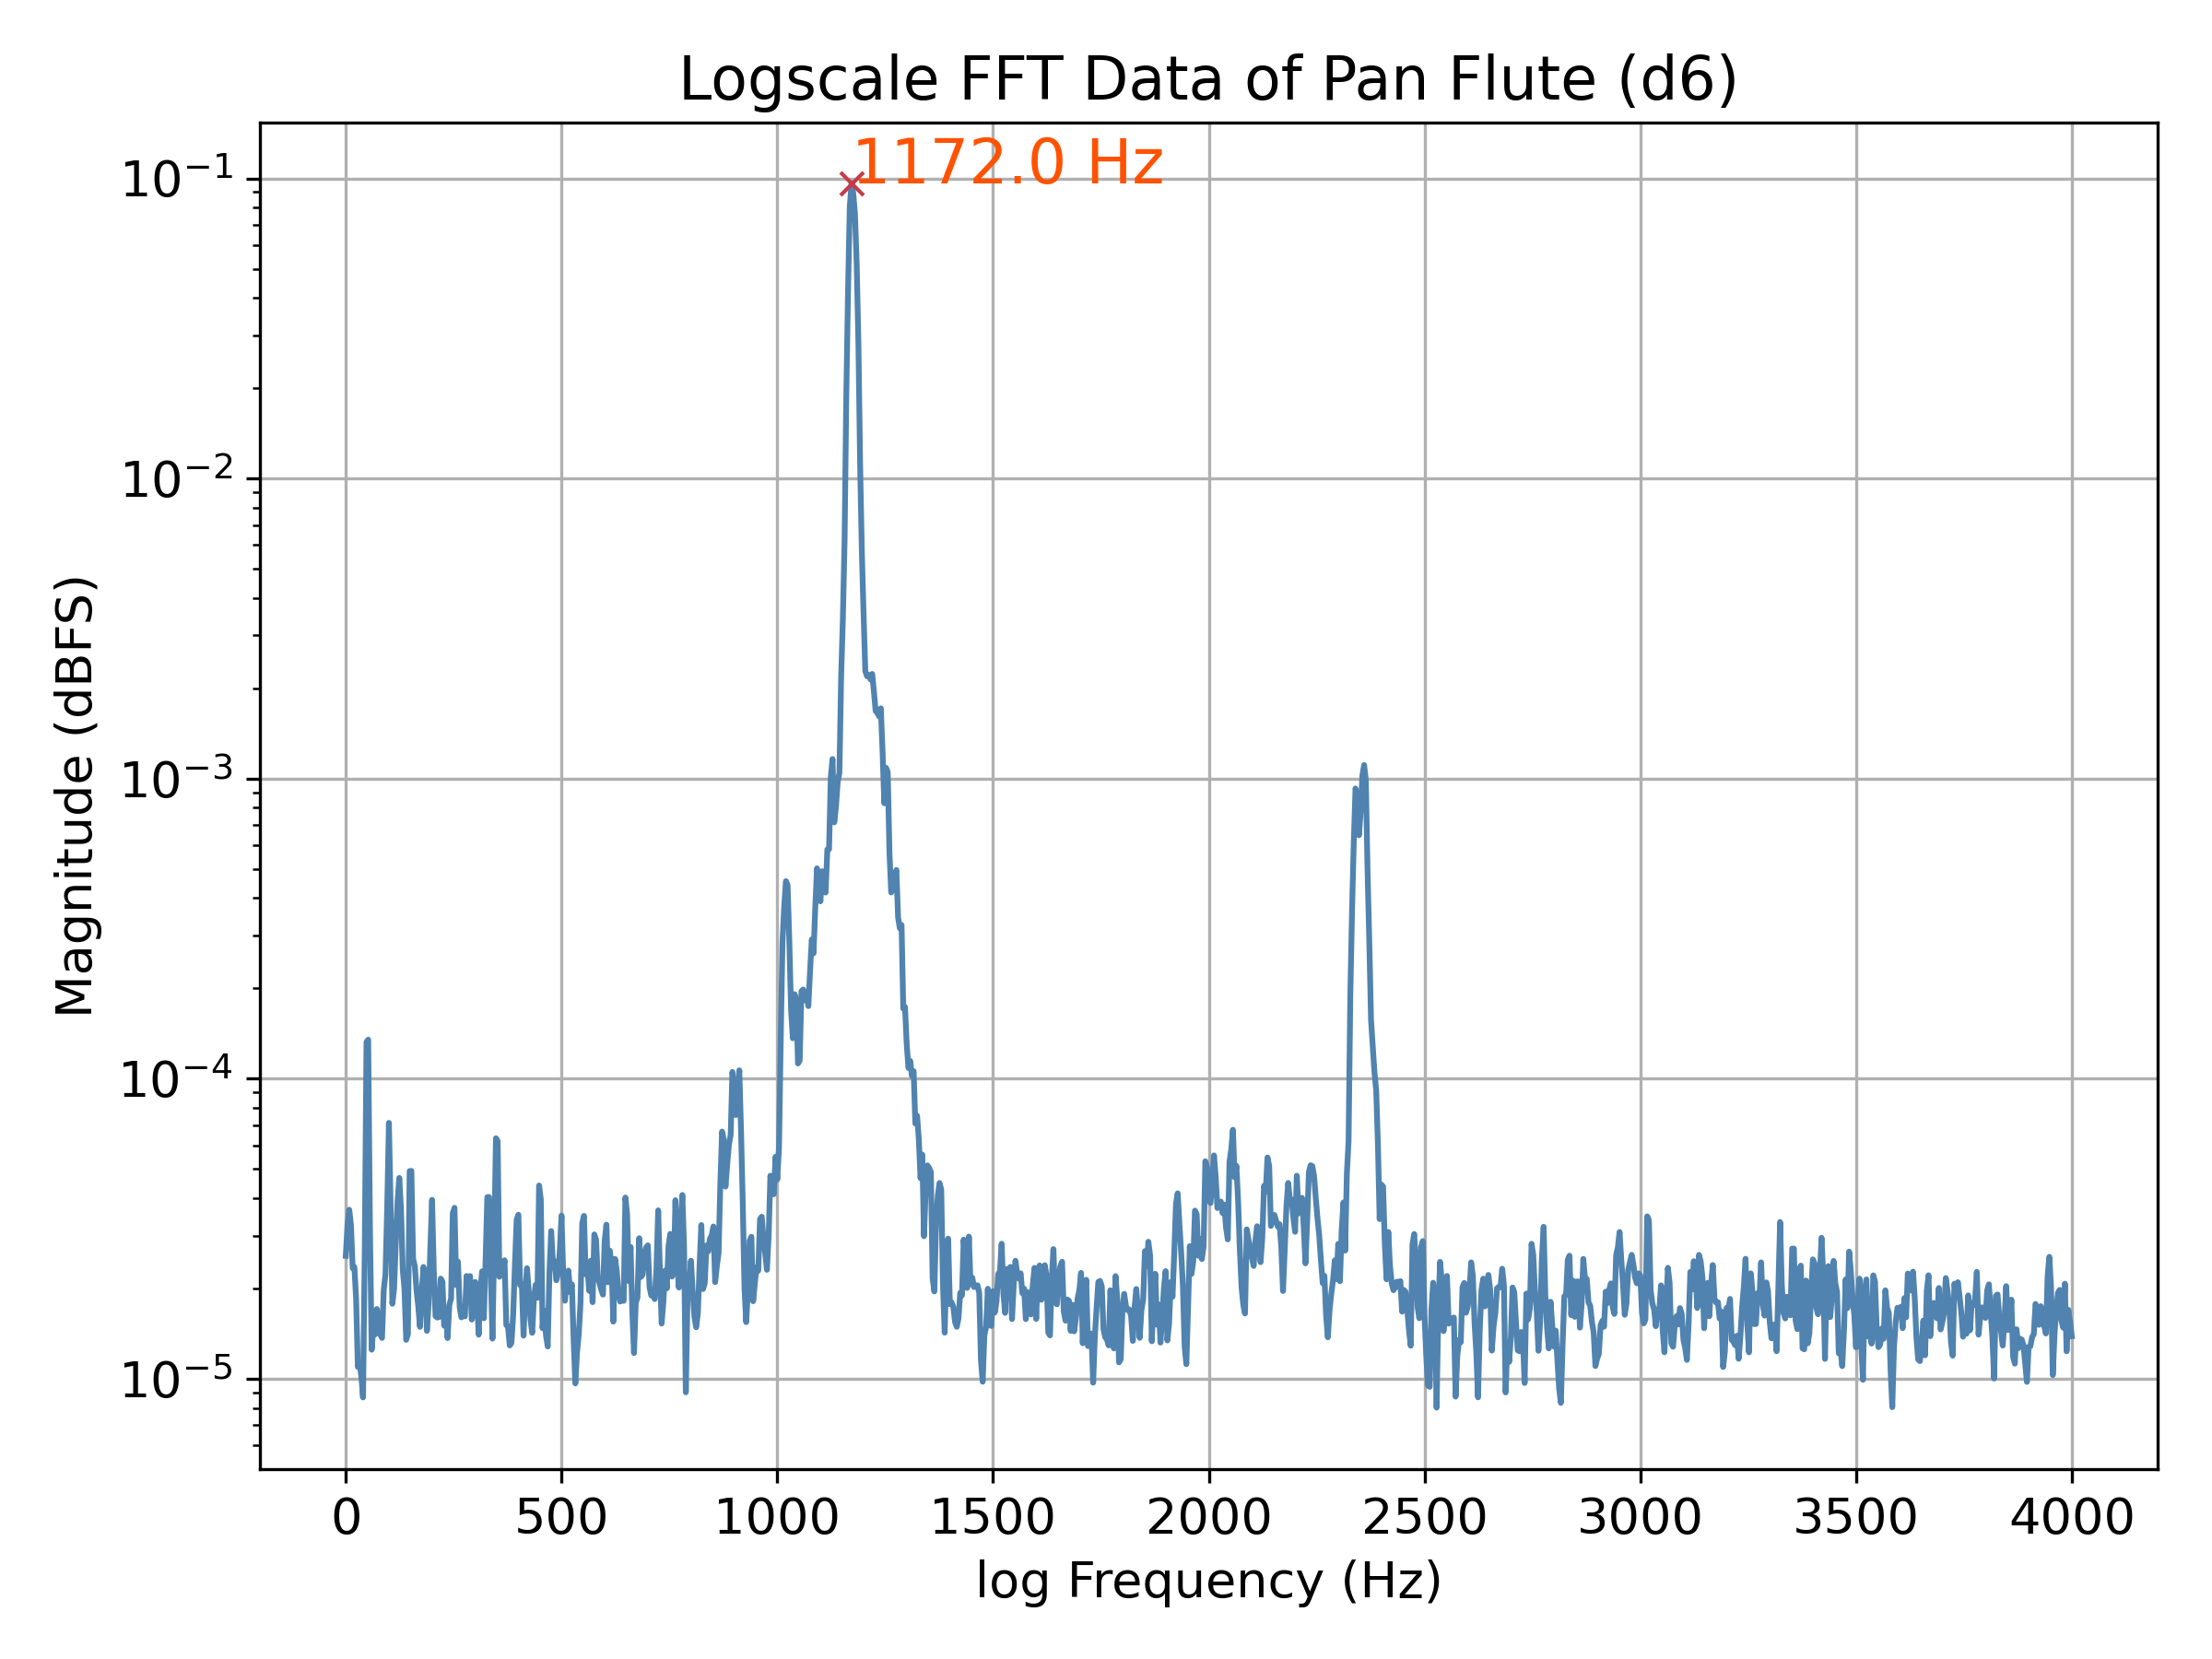 Logscale FFT Data of Pan Flute (d6)
1172.0 Hz
Magnitude (dBFS)
10⁻¹
10⁻²
10⁻³
10⁻⁴
10⁻⁵
0 500 1000 1500 2000 2500 3000 3500 4000
log Frequency (Hz)